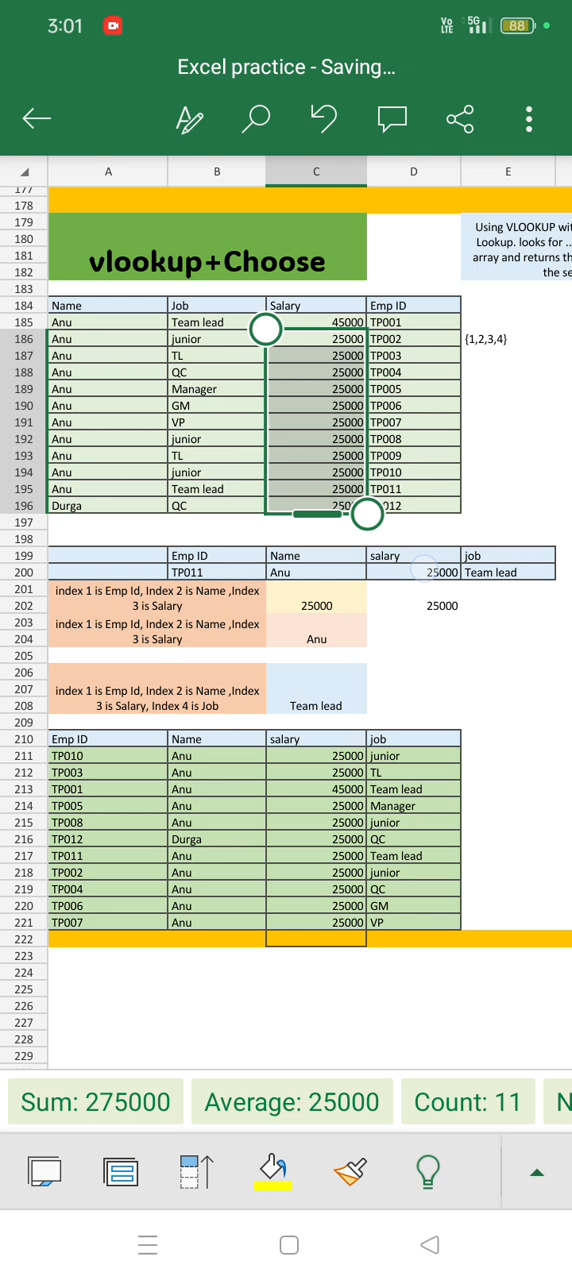 3:01 Vo LTE 5G 88
Excel practice - Saving...
A B C D E
177
178
179 Using VLOOKUP wit
180 Lookup. looks for ..
181 vlookup+Choose array and returns th
182 the se
183
184 Name Job Salary Emp ID
185 Anu Team lead 45000 TP001
186 Anu junior 25000 TP002 {1,2,3,4}
187 Anu TL 25000 TP003
188 Anu QC 25000 TP004
189 Anu Manager 25000 TP005
190 Anu GM 25000 TP006
191 Anu VP 25000 TP007
192 Anu junior 25000 TP008
193 Anu TL 25000 TP009
194 Anu junior 25000 TP010
195 Anu Team lead 25000 TP011
196 Durga QC 250 012
197
198
199 Emp ID Name salary job
200 TP011 Anu 25000 Team lead
201 index 1 is Emp Id, Index 2 is Name ,Index
202 3 is Salary 25000 25000
203 index 1 is Emp Id, Index 2 is Name ,Index
204 3 is Salary Anu
205
206
207 index 1 is Emp Id, Index 2 is Name ,Index
208 3 is Salary, Index 4 is Job Team lead
209
210 Emp ID Name salary job
211 TP010 Anu 25000 junior
212 TP003 Anu 25000 TL
213 TP001 Anu 45000 Team lead
214 TP005 Anu 25000 Manager
215 TP008 Anu 25000 junior
216 TP012 Durga 25000 QC
217 TP011 Anu 25000 Team lead
218 TP002 Anu 25000 junior
219 TP004 Anu 25000 QC
220 TP006 Anu 25000 GM
221 TP007 Anu 25000 VP
222
223
224
225
226
227
228
229
Sum: 275000 Average: 25000 Count: 11 N